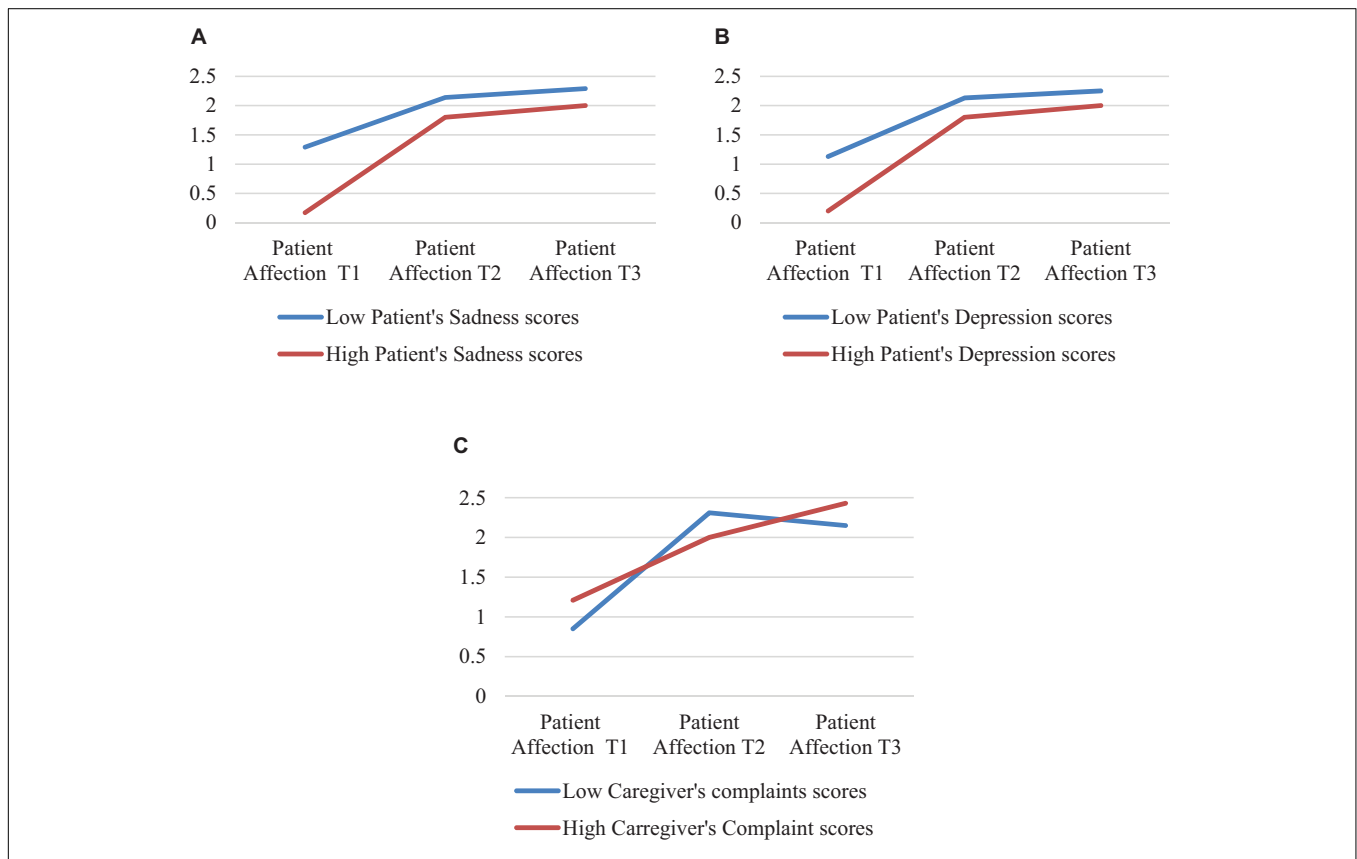 A
2.5
2
1.5
1
0.5
0
Patient Affection T1
Patient Affection T2
Patient Affection T3
Low Patient's Sadness scores
High Patient's Sadness scores
B
2.5
2
1.5
1
0.5
0
Patient Affection T1
Patient Affection T2
Patient Affection T3
Low Patient's Depression scores
High Patient's Depression scores
C
2.5
2
1.5
1
0.5
0
Patient Affection T1
Patient Affection T2
Patient Affection T3
Low Caregiver's complaints scores
High Carregiver's Complaint scores